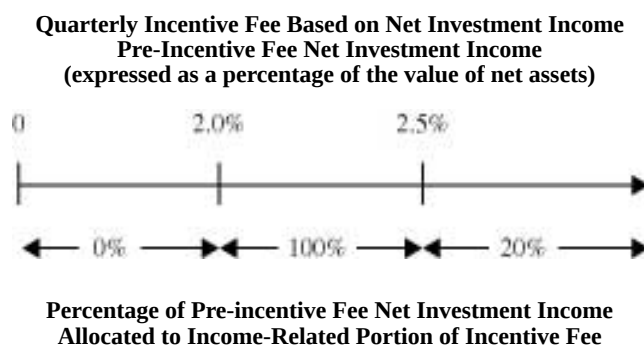 Quarterly Incentive Fee Based on Net Investment Income
Pre-Incentive Fee Net Investment Income
(expressed as a percentage of the value of net assets)
0 2.0% 2.5%
0% 100% 20%
Percentage of Pre-incentive Fee Net Investment Income
Allocated to Income-Related Portion of Incentive Fee